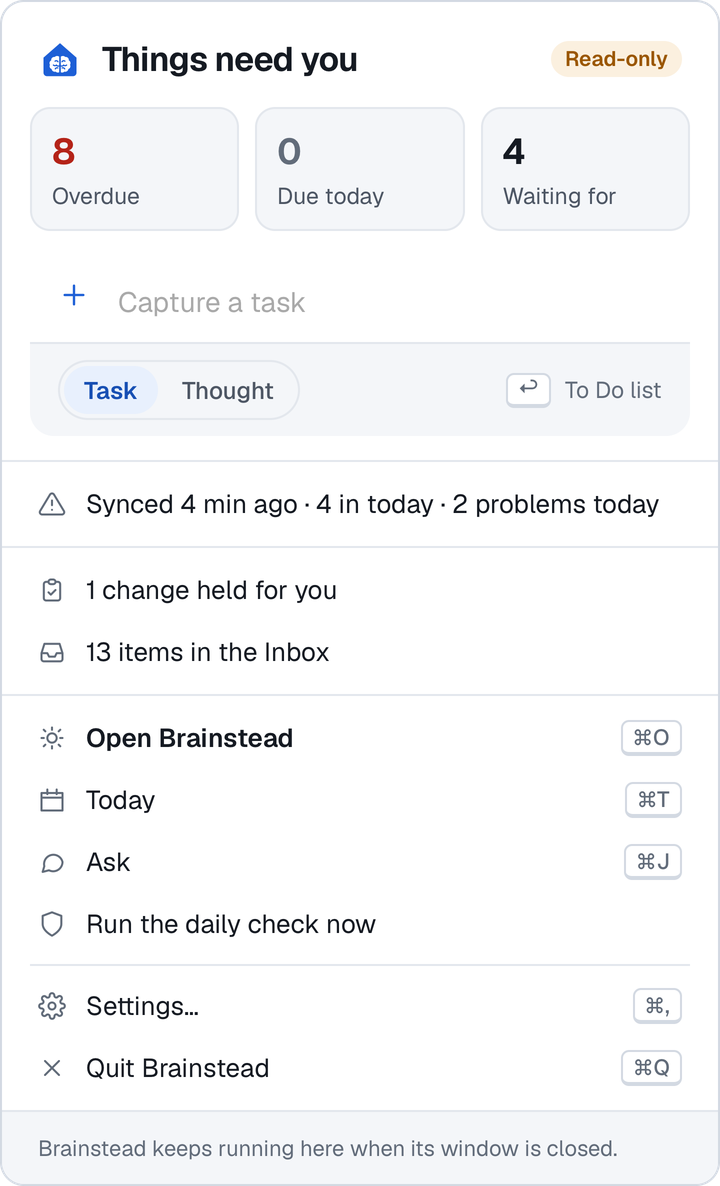 Things need you
Read-only
8
Overdue
0
Due today
4
Waiting for
+ Capture a task
Task
Thought
↩ To Do list
Synced 4 min ago · 4 in today · 2 problems today
1 change held for you
13 items in the Inbox
Open Brainstead ⌘O
Today ⌘T
Ask ⌘J
Run the daily check now
Settings... ⌘,
Quit Brainstead ⌘Q
Brainstead keeps running here when its window is closed.